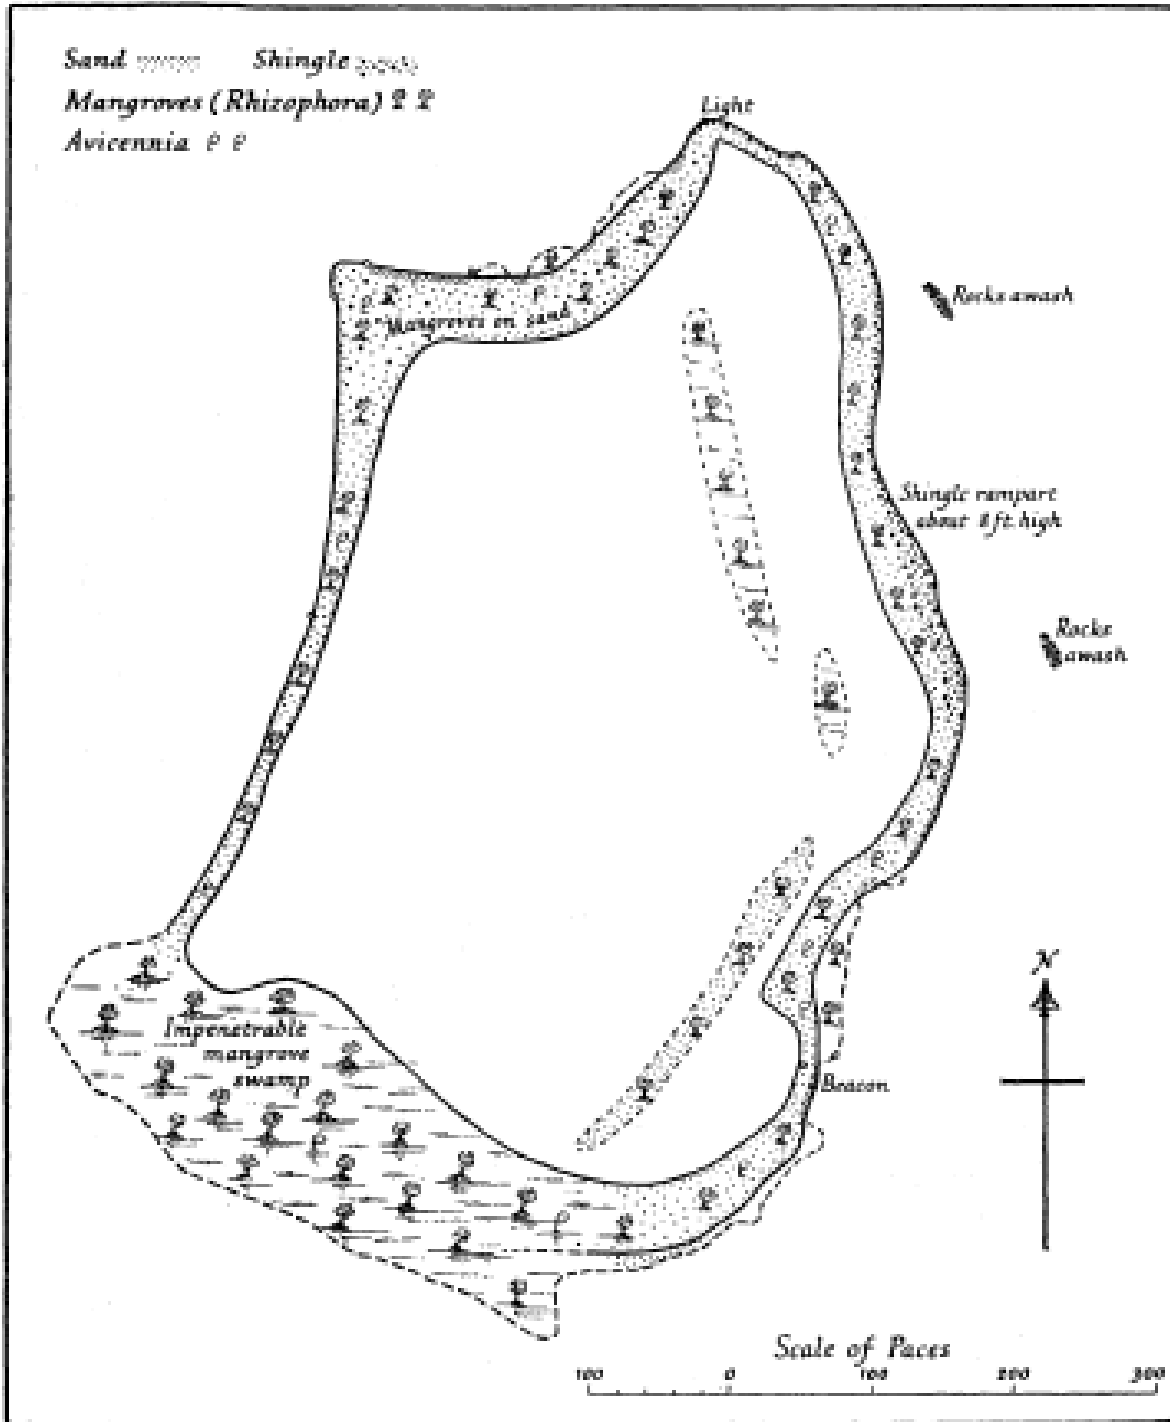 Sand Shingle
Mangroves (Rhizophora)
Avicennia
Light
Rocks awash
Mangroves on sand
Shingle rampart
about 8 ft. high
Rocks
awash
N
Impenetrable
mangrove
swamp
Beacon
Scale of Paces
100 0 100 200 300